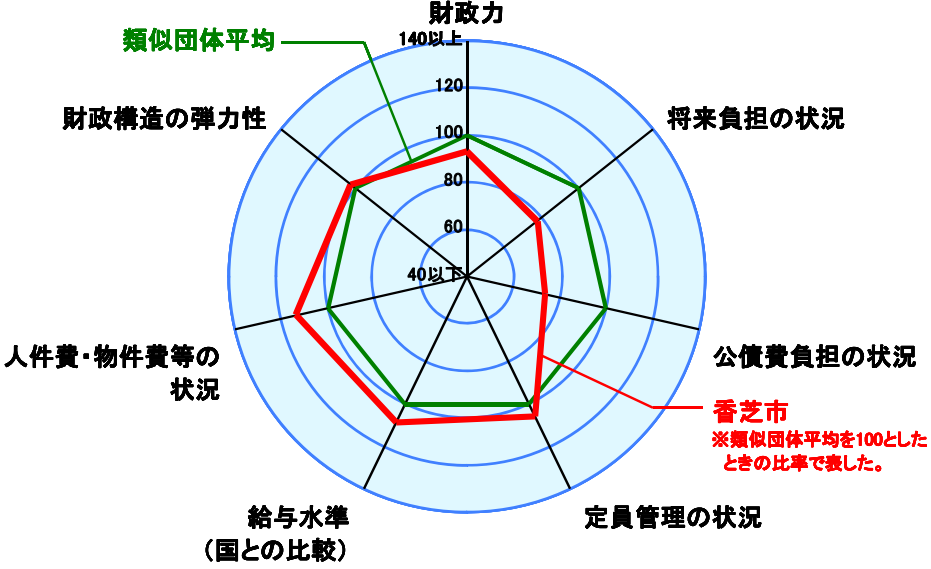 財政力
類似団体平均
140以上
120
100
80
60
40以下
財政構造の弾力性
将来負担の状況
人件費・物件費等の
状況
公債費負担の状況
香芝市
※類似団体平均を100とした
ときの比率で表した。
給与水準
（国との比較）
定員管理の状況